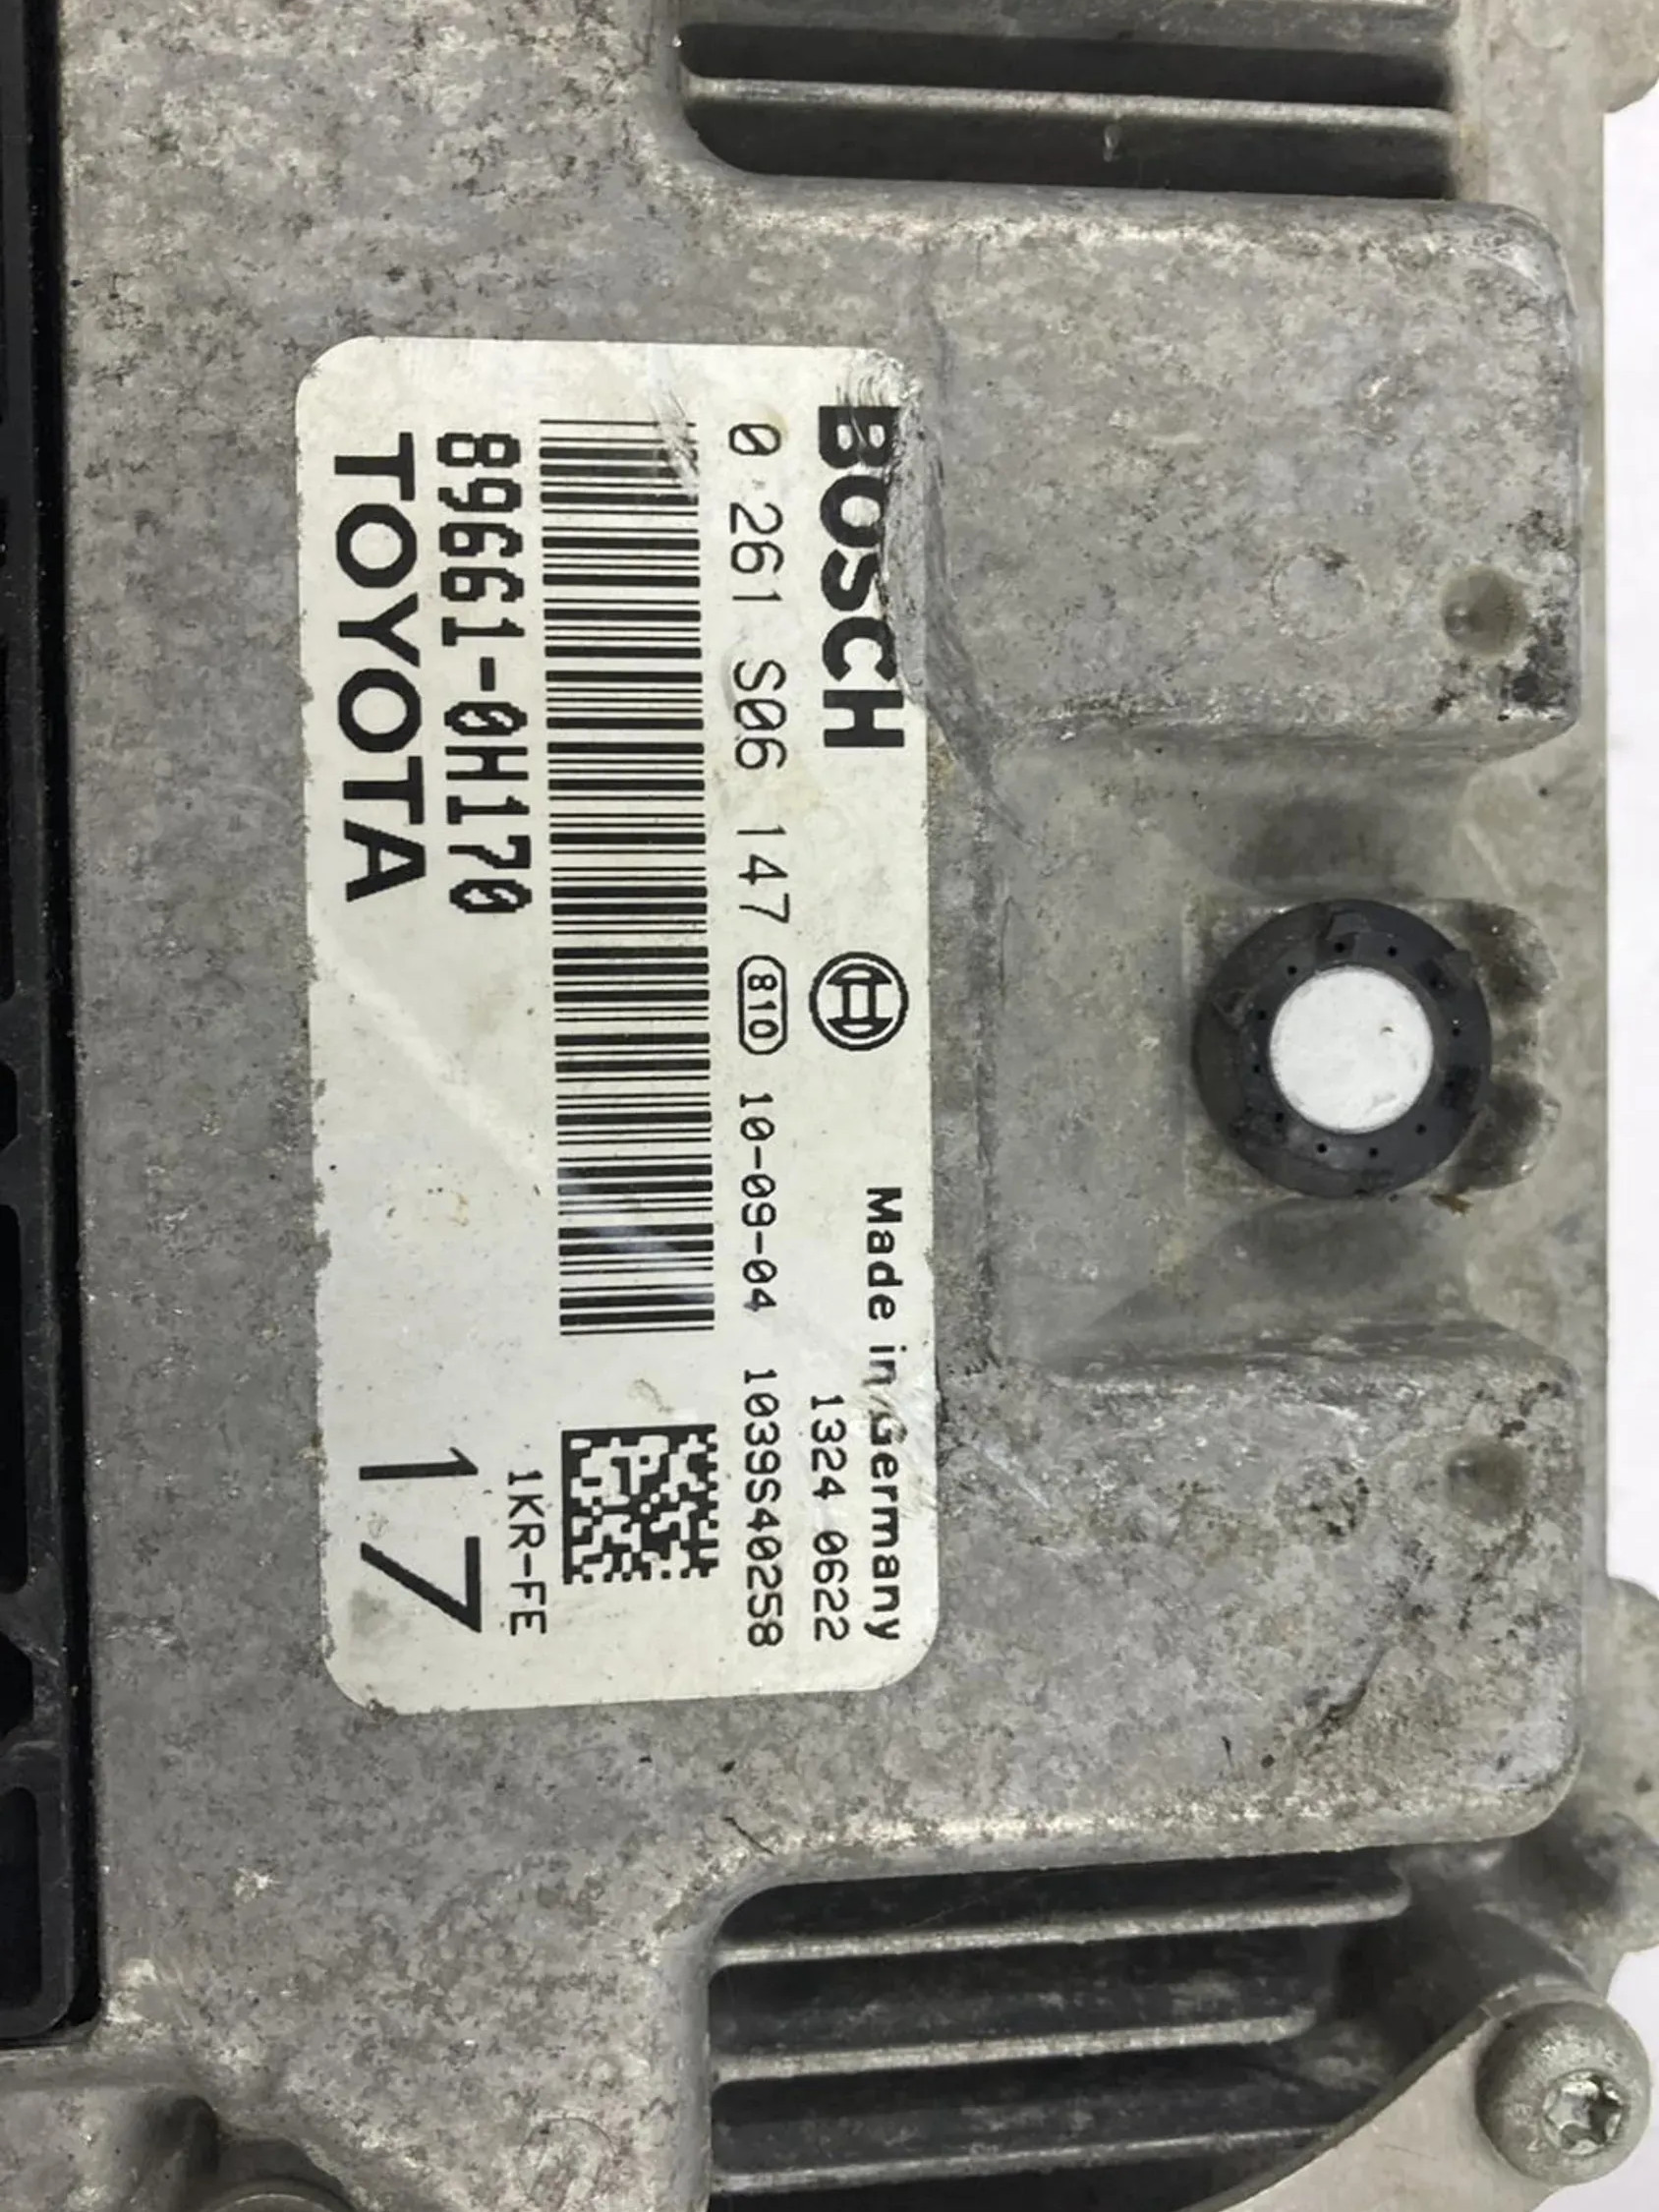 BOSCH Made in Germany
1324 0622
0 261 S06 147 810 10-09-04 1039S40258
1KR-FE
89661-0H170
TOYOTA 17